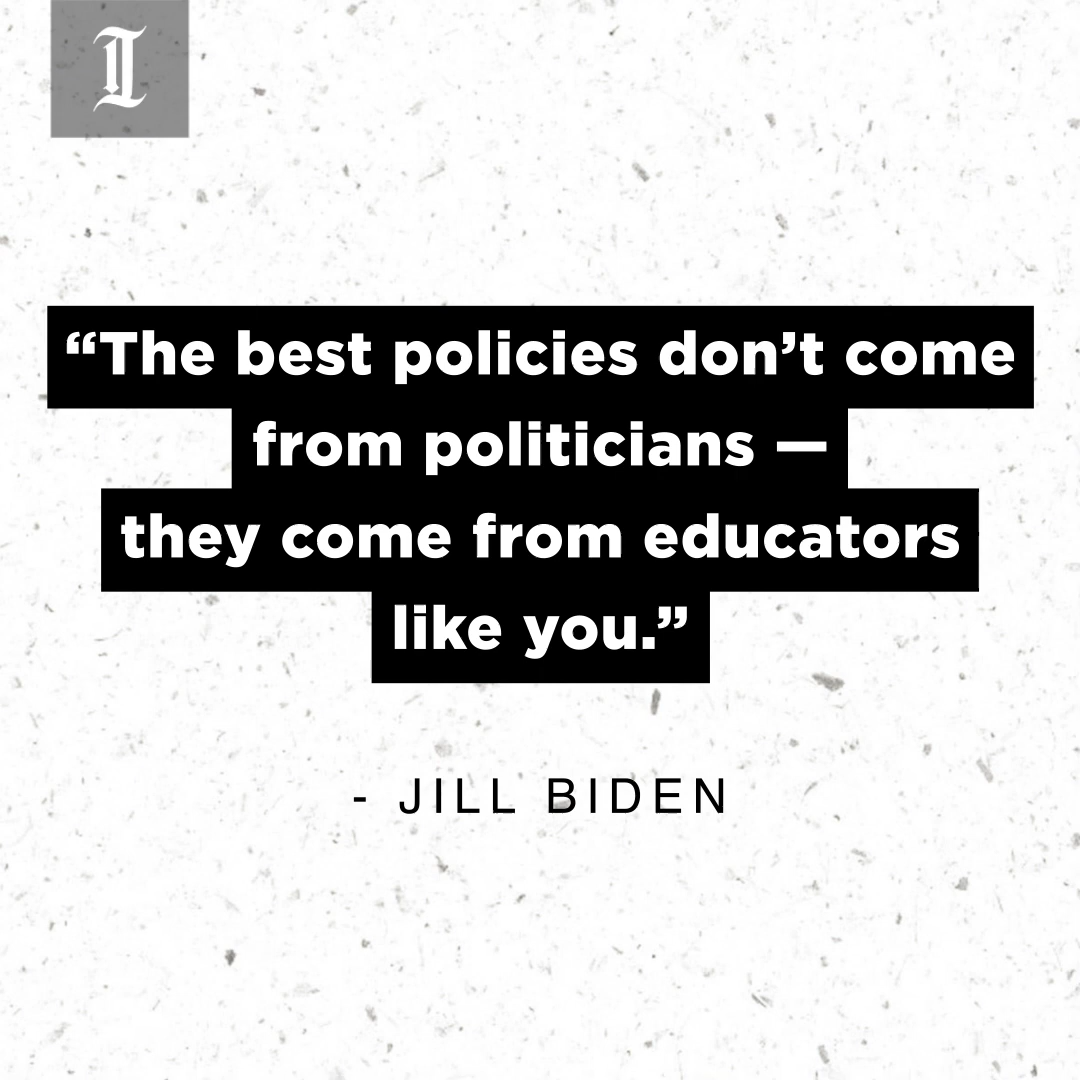 I
“The best policies don’t come
from politicians —
they come from educators
like you.”
- JILL BIDEN